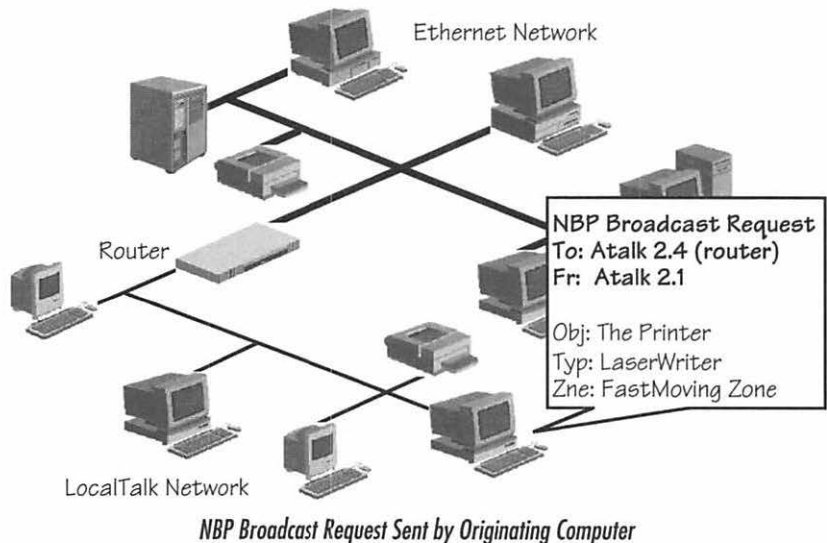 Ethernet Network
NBP Broadcast Request
To: Atalk 2.4 (router)
Fr: Atalk 2.1
Obj: The Printer
Typ: LaserWriter
Zne: FastMoving Zone
Router
LocalTalk Network
NBP Broadcast Request Sent by Originating Computer